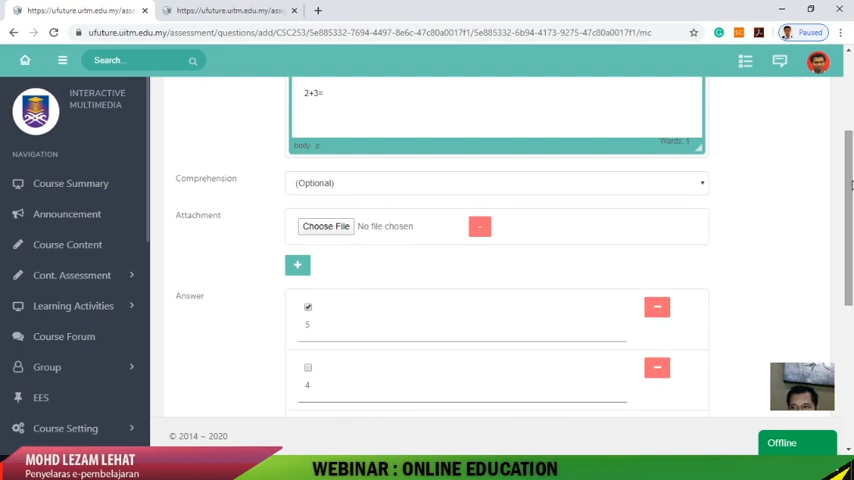 https://ufuture.uitm.edu.my/asses
https://ufuture.uitm.edu.my/asses
ufuture.uitm.edu.my/assessment/questions/add/CSC253/5e885332-7694-4497-8e6c-47c80a0017f1/5e885332-6b94-4173-9275-47c80a0017f1/mc
Paused
Search...
INTERACTIVE
MULTIMEDIA
NAVIGATION
Course Summary
Announcement
Course Content
Cont. Assessment
Learning Activities
Course Forum
Group
EES
Course Setting
2+3=
body p
Words: 1
Comprehension
(Optional)
Attachment
Choose File No file chosen
-
+
Answer
5
4
© 2014 ~ 2020
Offline
MOHD LEZAM LEHAT
Penyelaras e-pembelajaran
WEBINAR : ONLINE EDUCATION